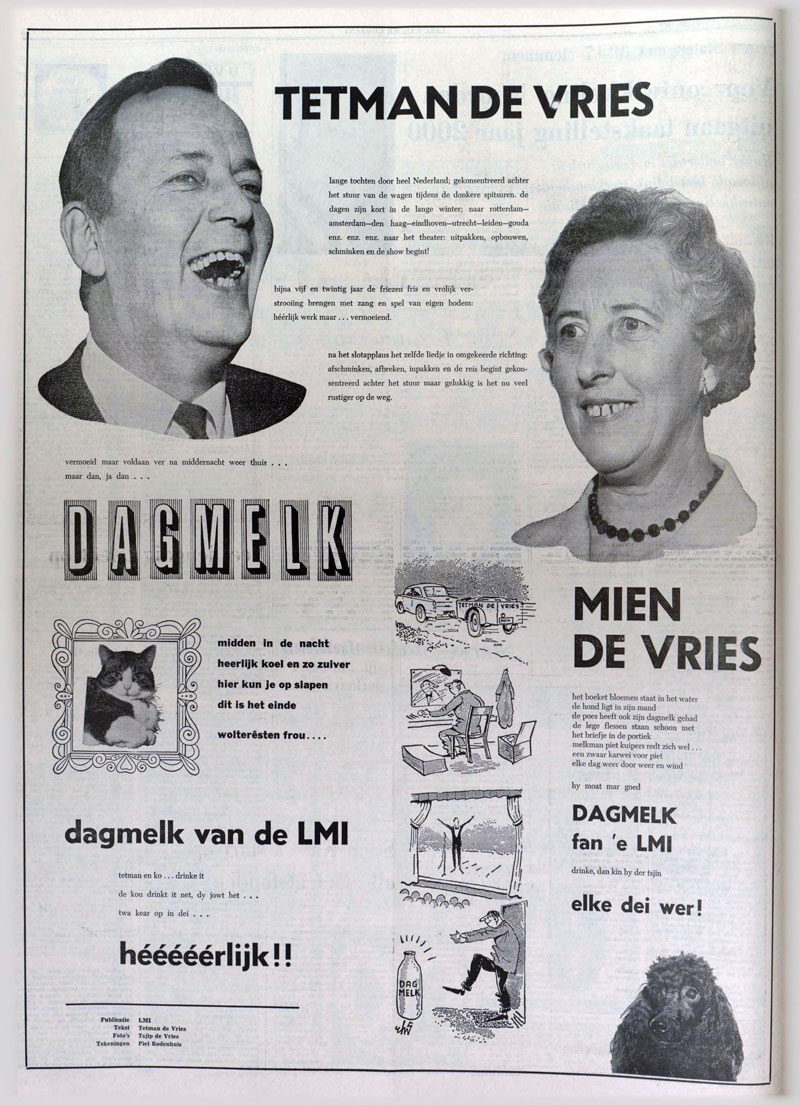 TETMAN DE VRIES
lange tochten door heel Nederland; gekonsentreerd achter
het stuur van de wagen tijdens de donkere spitsuren. de
dagen zijn kort in de lange winter; naar rotterdam—
amsterdam—den haag—eindhoven—utrecht—leiden—gouda
enz. enz. enz. naar het theater: uitpakken, opbouwen,
schminken en de show begint!
bijna vijf en twintig jaar de friezen fris en vrolijk ver-
strooiing brengen met zang en spel van eigen bodem:
héérlijk werk maar . . . vermoeiend.
na het slotapplaus het zelfde liedje in omgekeerde richting:
afschminken, afbreken, inpakken en de reis begint gekon-
sentreerd achter het stuur maar gelukkig is het nu veel
rustiger op de weg.
vermoeid maar voldaan ver na middernacht weer thuis . . .
maar dan, ja dan . . .
DAGMELK
midden in de nacht
heerlijk koel en zo zuiver
hier kun je op slapen
dit is het einde
wolterêsten frou....
dagmelk van de LMI
tetman en ko . . . drinke it
de kou drinkt it net, dy jowt het . . .
twa kear op in dei . . .
hééééérlijk!!
Publicatie LMI
Tekst Tetman de Vries
Foto's Tsjip de Vries
Tekeningen Piet Rodenhuis
TETMAN DE VRIES
DAG
MELK
MIEN
DE VRIES
het boeket bloemen staat in het water
de hond ligt in zijn mand
de poes heeft ook zijn dagmelk gehad
de lege flessen staan schoon met
het briefje in de portiek
melkman piet kuipers redt zich wel . . .
een zwaar karwei voor piet
elke dag weer door weer en wind
hy moat mar goed
DAGMELK
fan 'e LMI
drinke, dan kin hy der tsjin
elke dei wer!